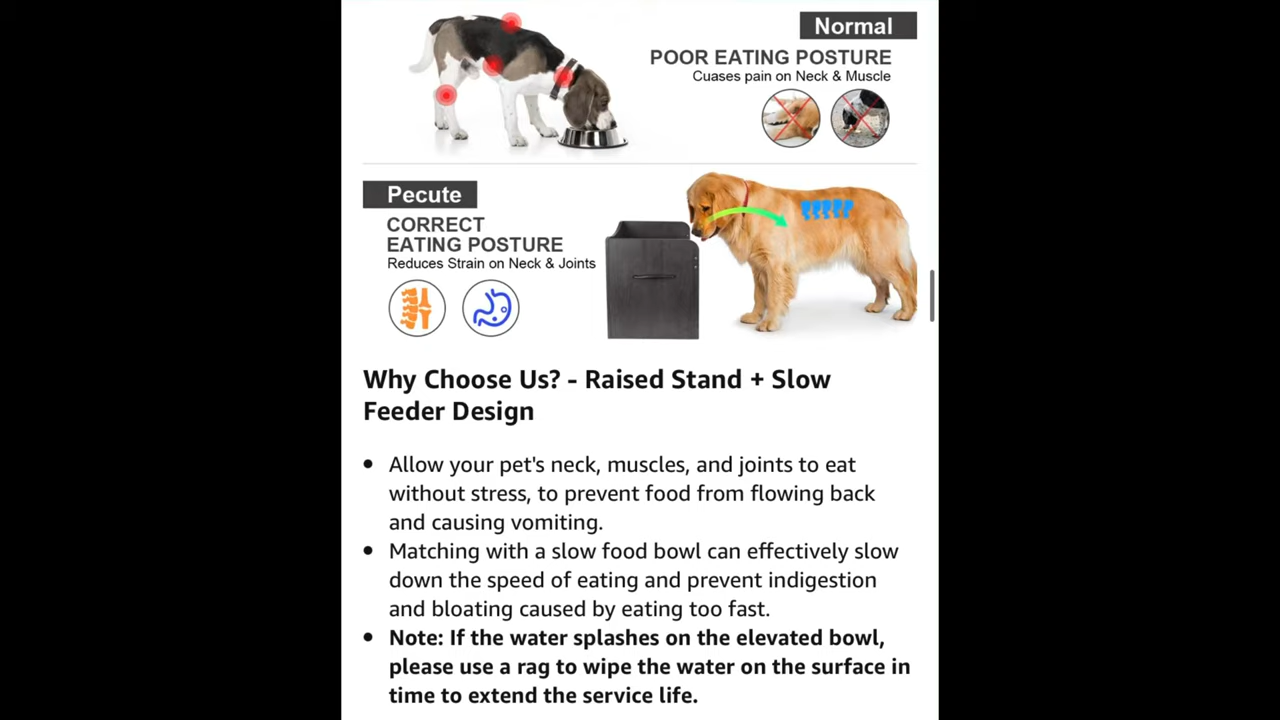 Normal
POOR EATING POSTURE
Cuases pain on Neck & Muscle
Pecute
CORRECT
EATING POSTURE
Reduces Strain on Neck & Joints
Why Choose Us? - Raised Stand + Slow
Feeder Design
• Allow your pet's neck, muscles, and joints to eat
without stress, to prevent food from flowing back
and causing vomiting.
• Matching with a slow food bowl can effectively slow
down the speed of eating and prevent indigestion
and bloating caused by eating too fast.
• Note: If the water splashes on the elevated bowl,
please use a rag to wipe the water on the surface in
time to extend the service life.